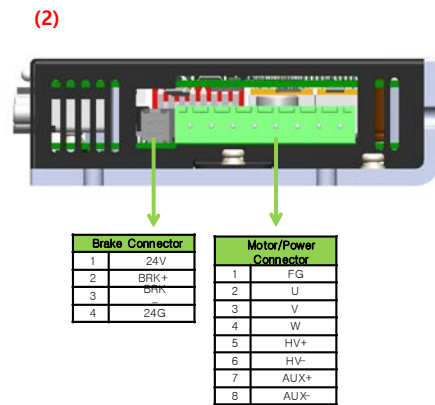 (2)
Brake Connector
1 24V
2 BRK+
3 BRK
_
4 24G
Motor/Power
Connector
1 FG
2 U
3 V
4 W
5 HV+
6 HV-
7 AUX+
8 AUX-